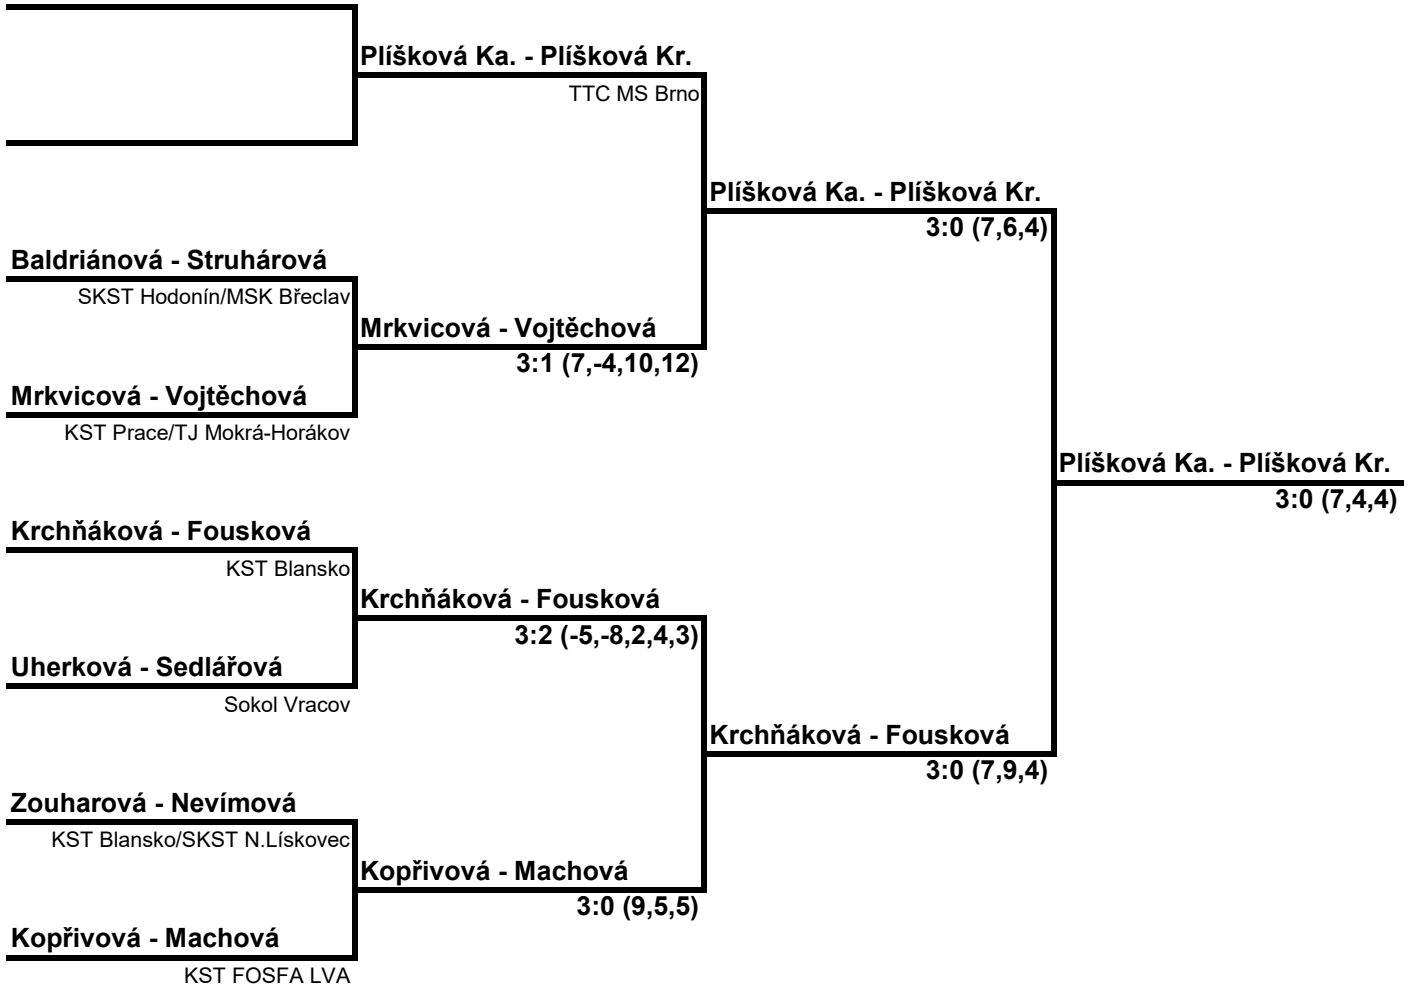 Plíšková Ka. - Plíšková Kr.
TTC MS Brno
Plíšková Ka. - Plíšková Kr.
3:0 (7,6,4)
Baldriánová - Struhárová
SKST Hodonín/MSK Břeclav
Mrkvicová - Vojtěchová
3:1 (7,-4,10,12)
Mrkvicová - Vojtěchová
KST Prace/TJ Mokrá-Horákov
Plíšková Ka. - Plíšková Kr.
3:0 (7,4,4)
Krchňáková - Fousková
KST Blansko
Krchňáková - Fousková
3:2 (-5,-8,2,4,3)
Uherková - Sedlářová
Sokol Vracov
Krchňáková - Fousková
3:0 (7,9,4)
Zouharová - Nevímová
KST Blansko/SKST N.Lískovec
Kopřivová - Machová
3:0 (9,5,5)
Kopřivová - Machová
KST FOSFA LVA